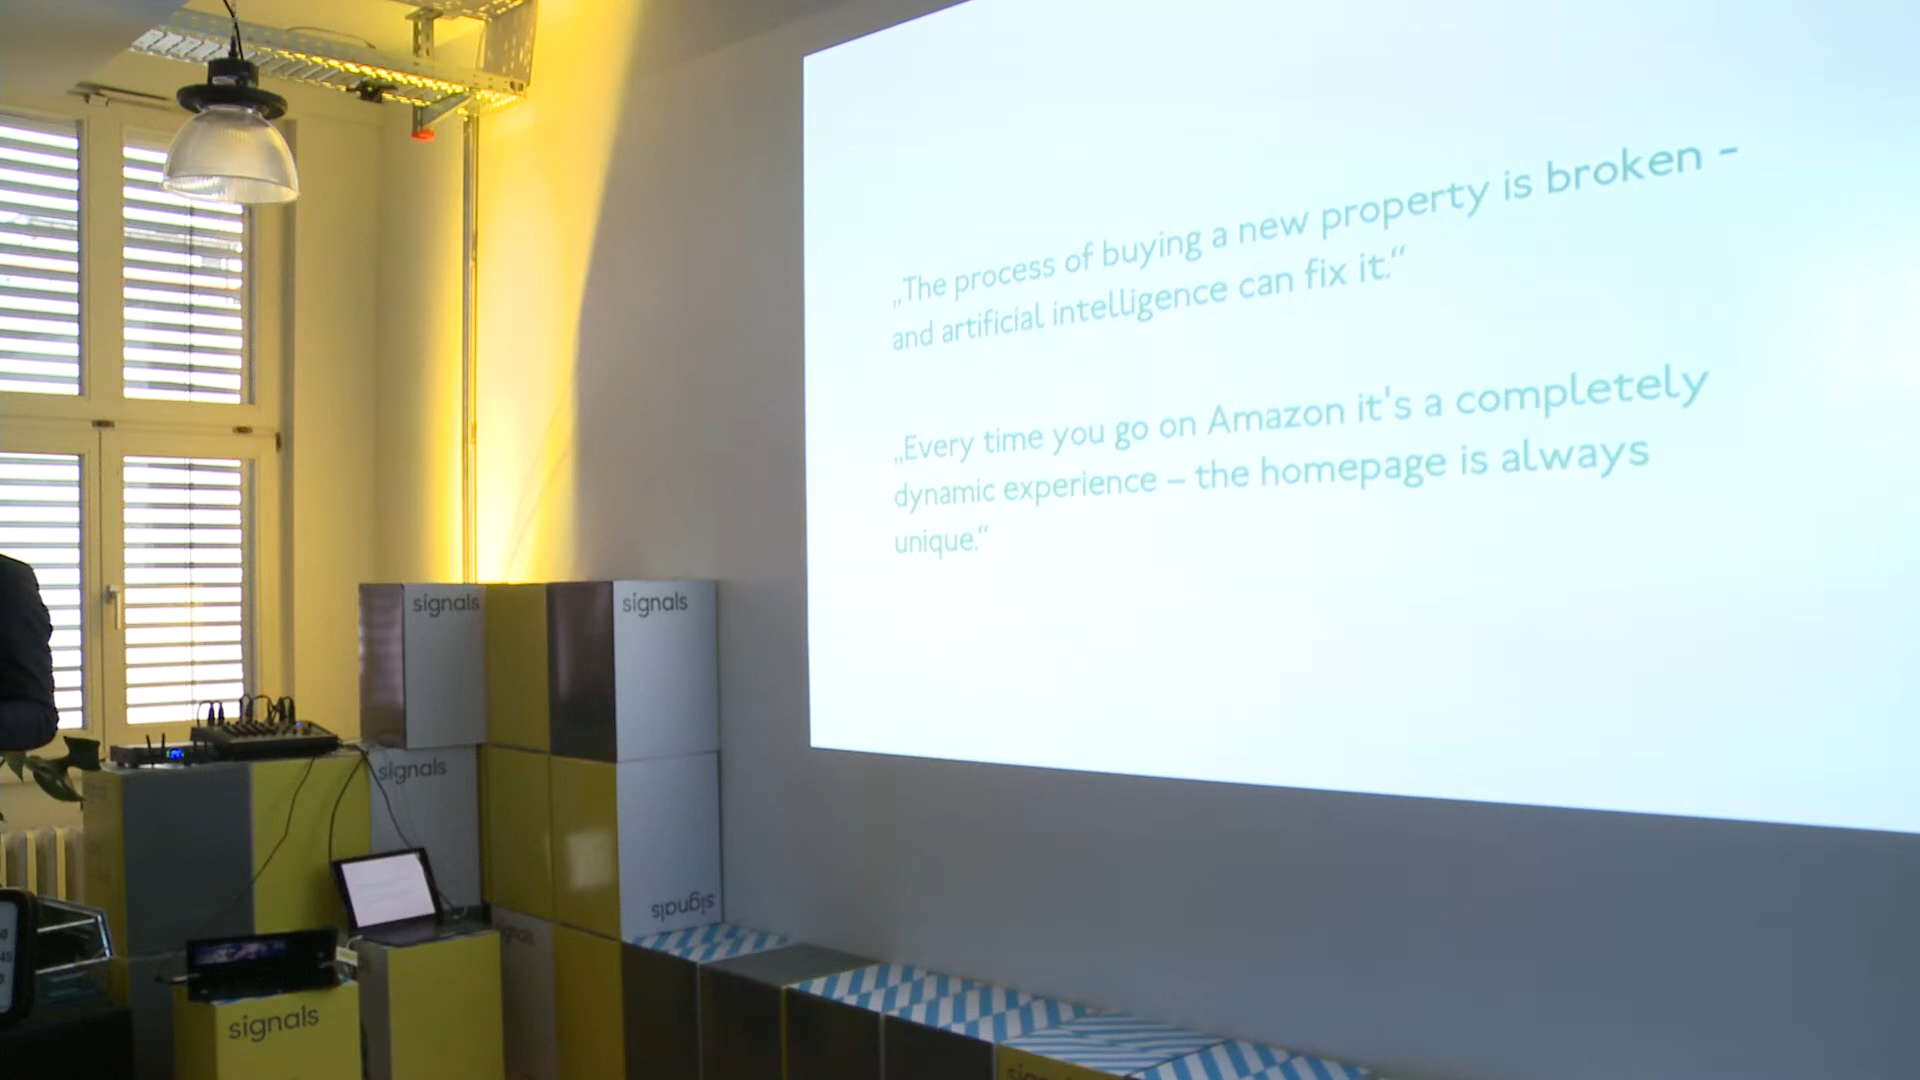 „The process of buying a new property is broken -
and artificial intelligence can fix it.“
„Every time you go on Amazon it's a completely
dynamic experience – the homepage is always
unique.“
signals
signals
signals
signals
signals